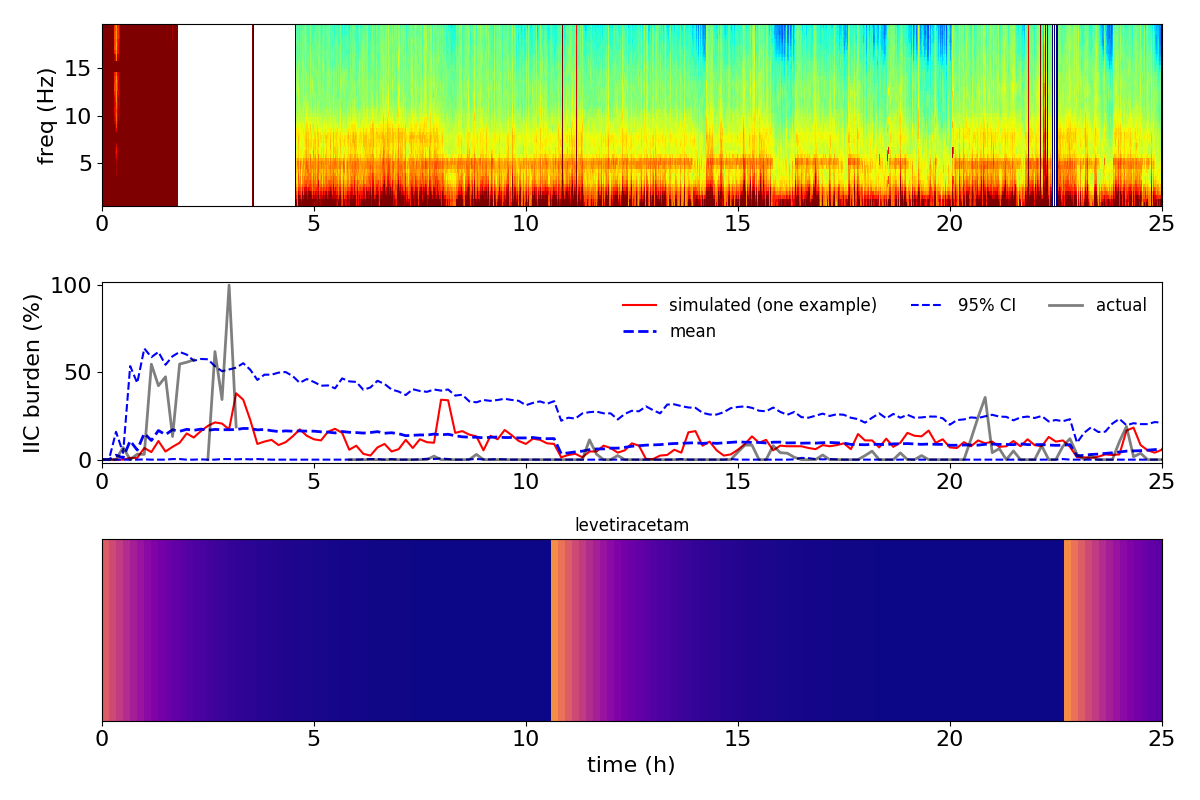 freq (Hz)
15
10
5
0 5 10 15 20 25
IIC burden (%)
100
50
0
simulated (one example)
mean
95% CI
actual
0 5 10 15 20 25
levetiracetam
0 5 10 15 20 25
time (h)